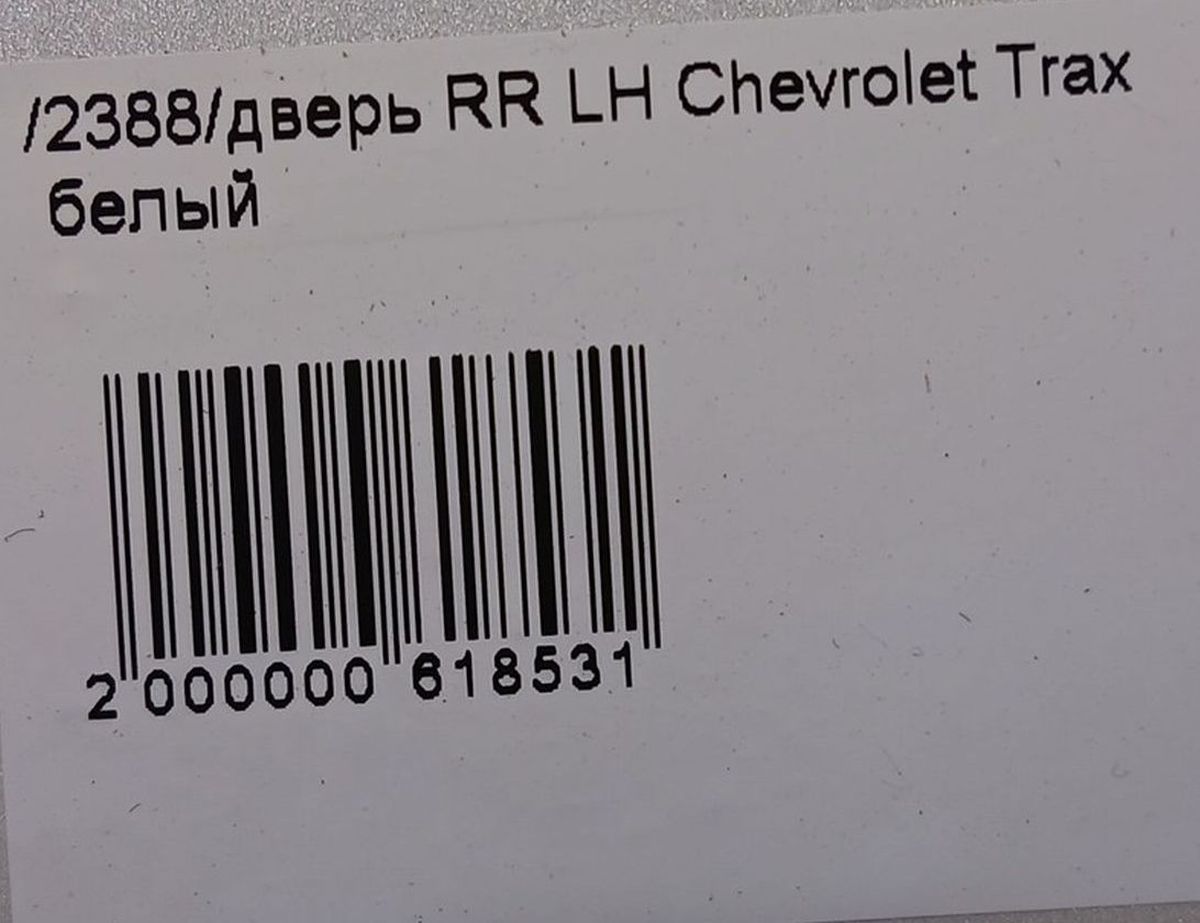 /2388/дверь RR LH Chevrolet Trax
белый
2 000000 618531